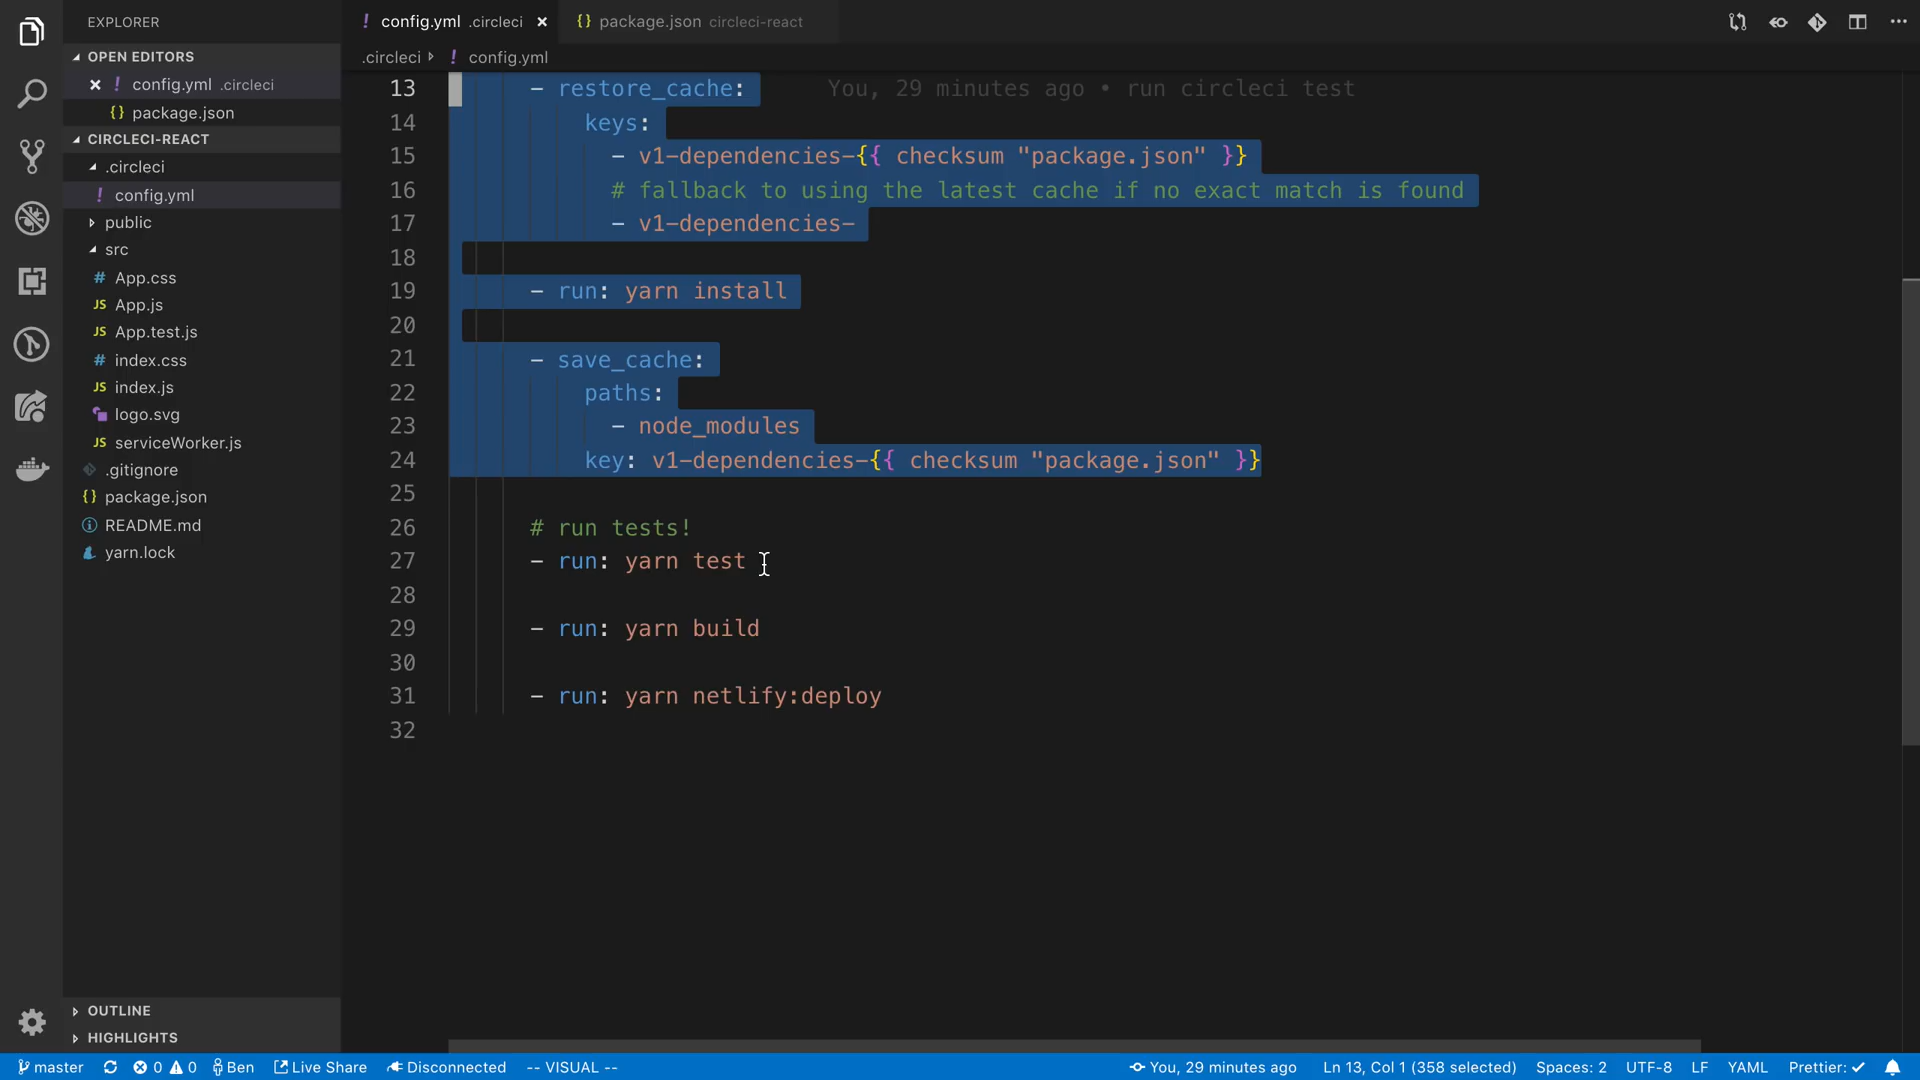 EXPLORER
OPEN EDITORS
config.yml .circleci
package.json
CIRCLECI-REACT
.circleci
config.yml
public
src
# App.css
JS App.js
JS App.test.js
# index.css
JS index.js
logo.svg
JS serviceWorker.js
.gitignore
{} package.json
README.md
yarn.lock
OUTLINE
HIGHLIGHTS
! config.yml .circleci × {} package.json circleci-react
.circleci ! config.yml
13 - restore_cache: You, 29 minutes ago • run circleci test
14 keys:
15 - v1-dependencies-{{ checksum "package.json" }}
16 # fallback to using the latest cache if no exact match is found
17 - v1-dependencies-
18
19 - run: yarn install
20
21 - save_cache:
22 paths:
23 - node_modules
24 key: v1-dependencies-{{ checksum "package.json" }}
25
26 # run tests!
27 - run: yarn test
28
29 - run: yarn build
30
31 - run: yarn netlify:deploy
32
master 0 0 Ben Live Share Disconnected -- VISUAL -- You, 29 minutes ago Ln 13, Col 1 (358 selected) Spaces: 2 UTF-8 LF YAML Prettier: ✓